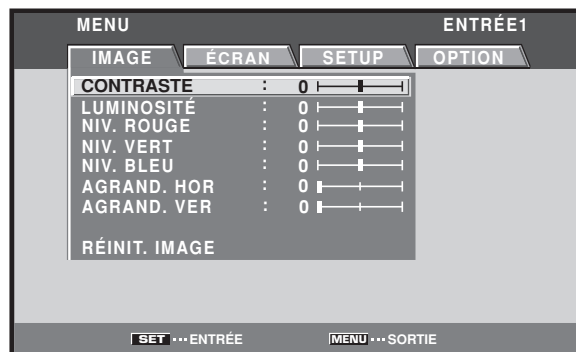 MENU ENTRÉE1
IMAGE ÉCRAN SETUP OPTION
CONTRASTE : 0
LUMINOSITÉ : 0
NIV. ROUGE : 0
NIV. VERT : 0
NIV. BLEU : 0
AGRAND. HOR : 0
AGRAND. VER : 0
RÉINIT. IMAGE
SET ··· ENTRÉE MENU ··· SORTIE